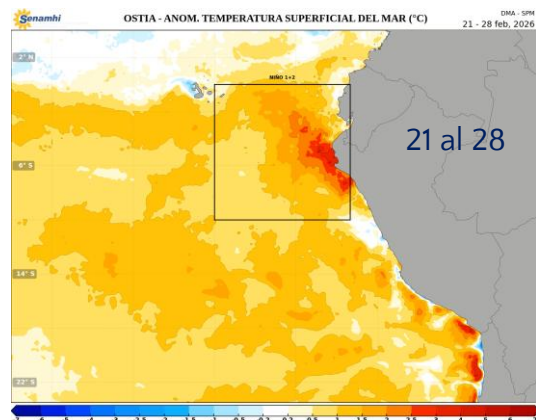 Senamhi
OSTIA - ANOM. TEMPERATURA SUPERFICIAL DEL MAR (°C)
DMA - SPM
21 - 28 feb, 2026
2° N
NIÑO 1+2
21 al 28
6° S
14° S
22° S